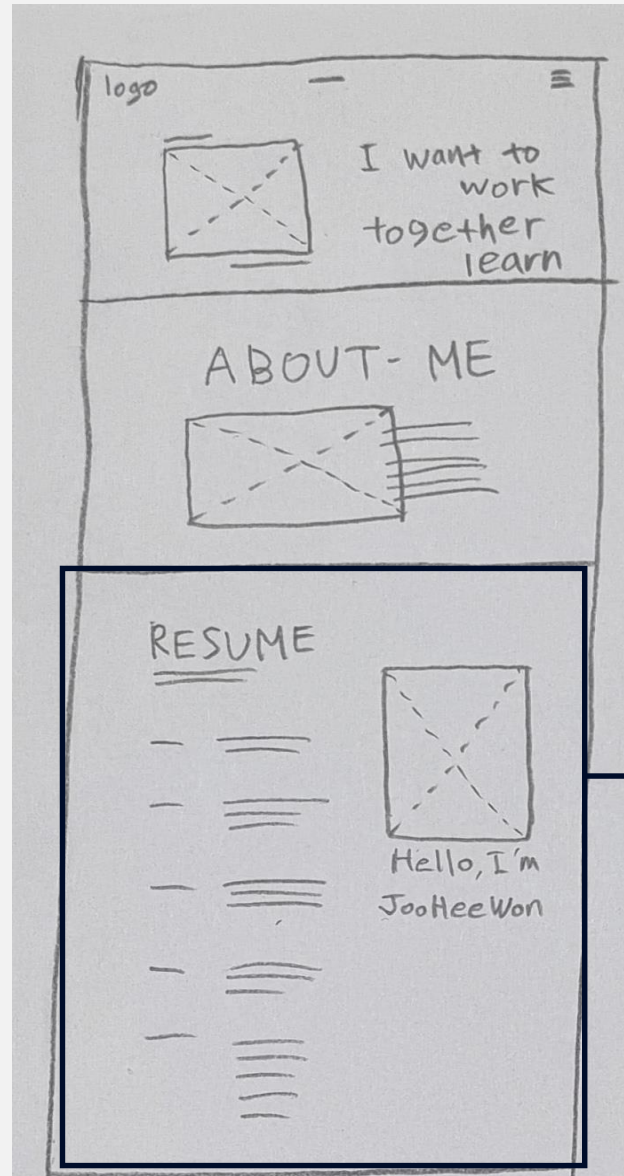 logo
I want to
work
together
learn
ABOUT- ME
RESUME
Hello, I'm
JooHeeWon